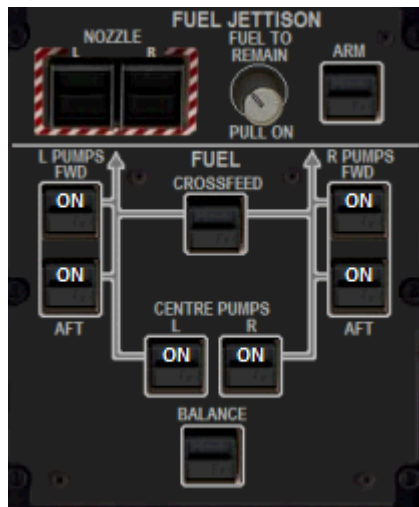 FUEL JETTISON
NOZZLE
L R
FUEL TO
REMAIN
ARM
PULL ON
L PUMPS
FWD
FUEL
CROSSFEED
R PUMPS
FWD
ON
ON
ON
ON
AFT
AFT
CENTRE PUMPS
L R
ON ON
BALANCE